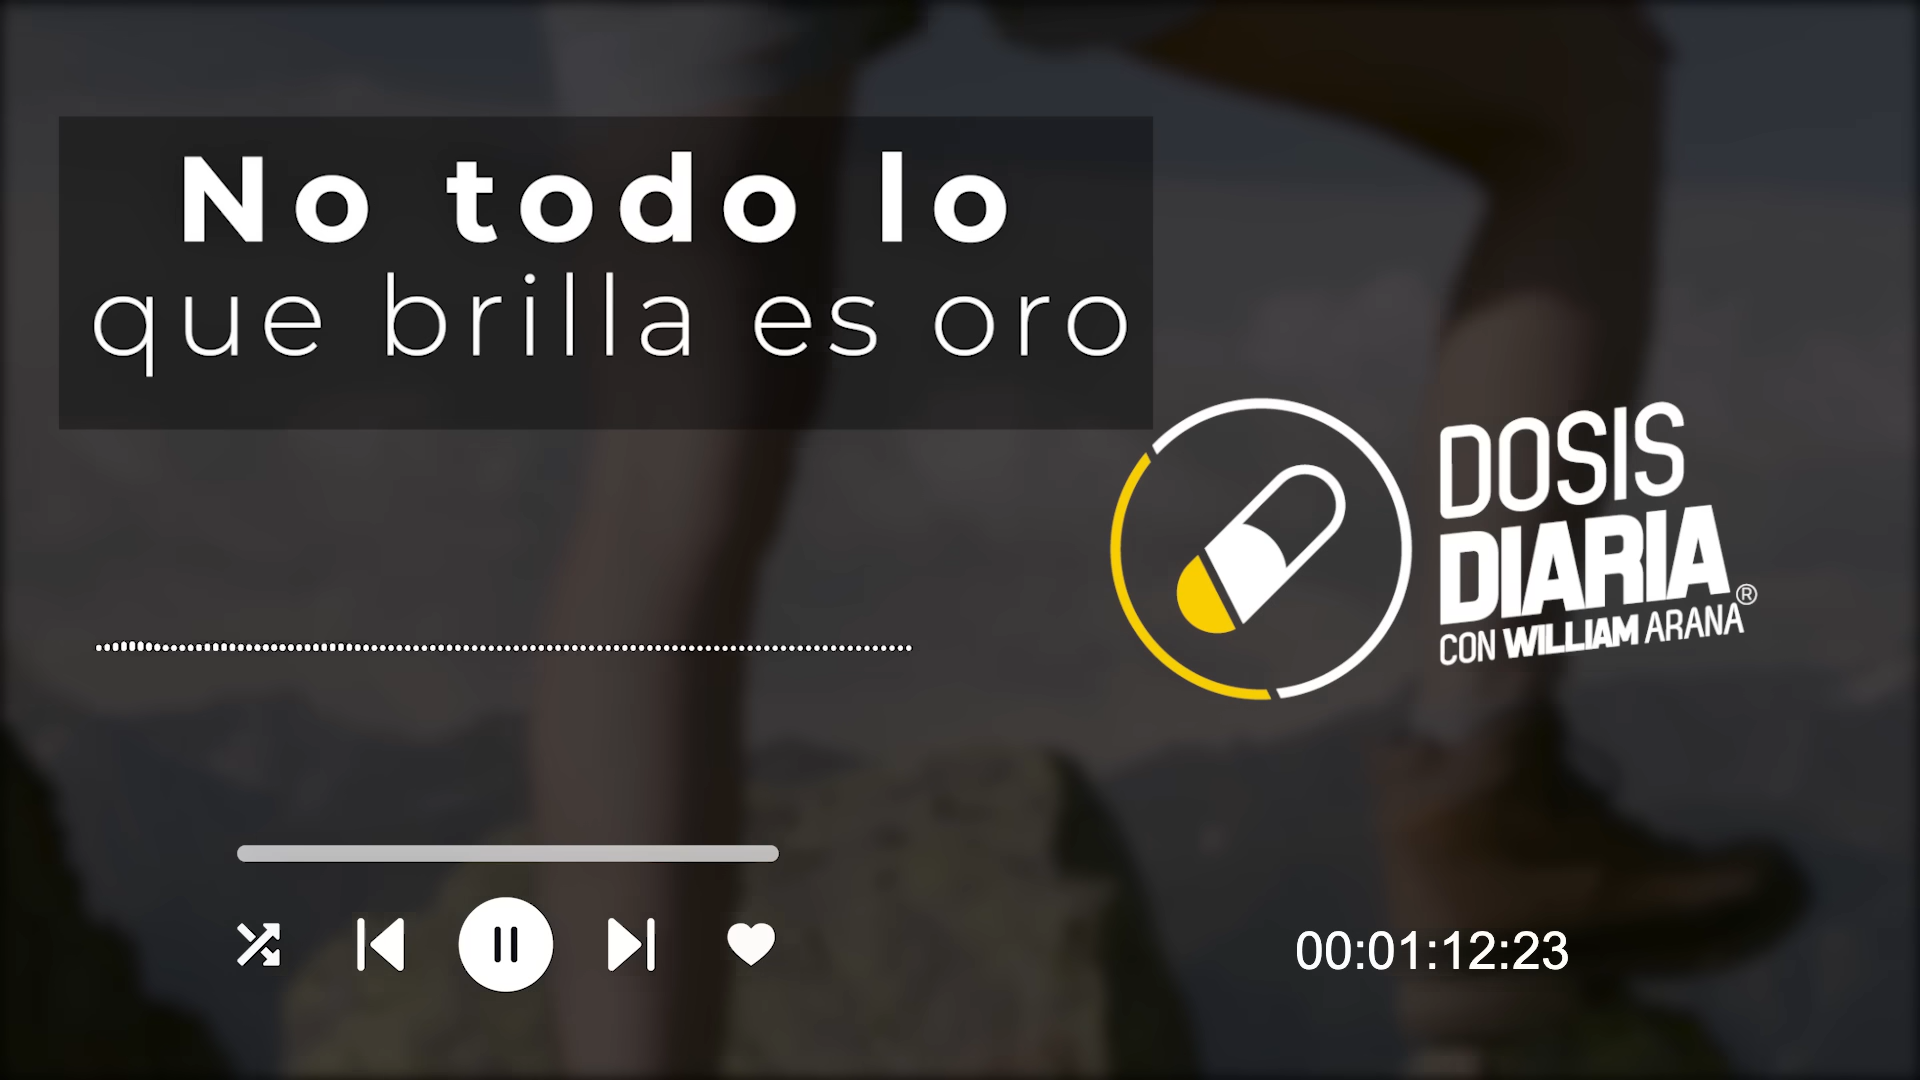 No todo lo
que brilla es oro
DOSIS
DIARIA®
CON WILLIAM ARANA
00:01:12:23